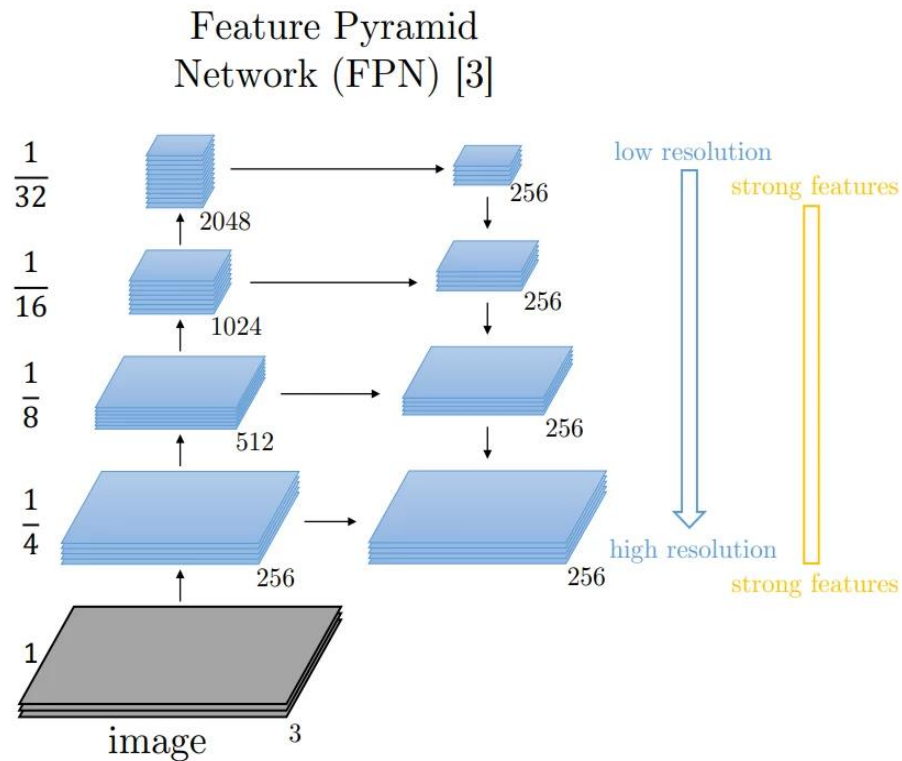 Feature Pyramid
Network (FPN) [3]
1
32
2048
256
low resolution
strong features
1
16
1024
256
1
8
512
256
1
4
256
256
high resolution
strong features
1
3
image